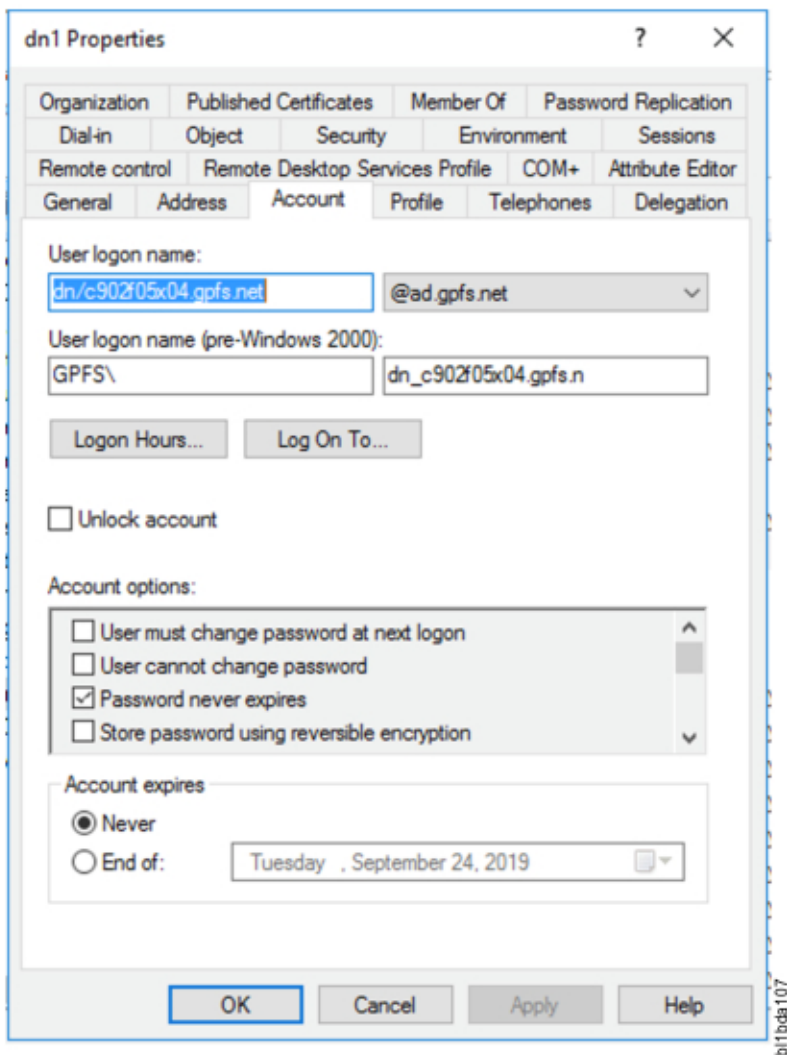 dn1 Properties ? ×
Organization Published Certificates Member Of Password Replication
Dial-in Object Security Environment Sessions
Remote control Remote Desktop Services Profile COM+ Attribute Editor
General Address Account Profile Telephones Delegation
User logon name:
dn/c902f05x04.gpfs.net @ad.gpfs.net
User logon name (pre-Windows 2000):
GPFS\ dn_c902f05x04.gpfs.n
Logon Hours... Log On To...
Unlock account
Account options:
User must change password at next logon
User cannot change password
Password never expires
Store password using reversible encryption
Account expires
Never
End of: Tuesday , September 24, 2019
OK Cancel Apply Help
bl1bda107